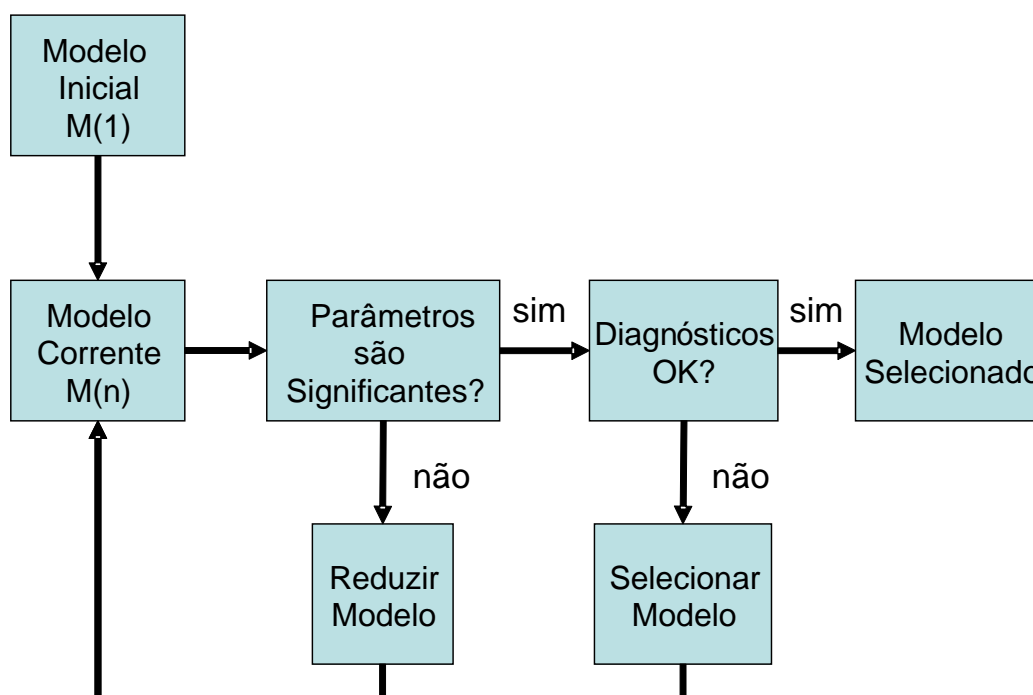 Modelo
Inicial
M(1)
Modelo
Corrente
M(n)
Parâmetros
são
Significantes?
sim
Diagnósticos
OK?
sim
Modelo
Selecionado
não
não
Reduzir
Modelo
Selecionar
Modelo